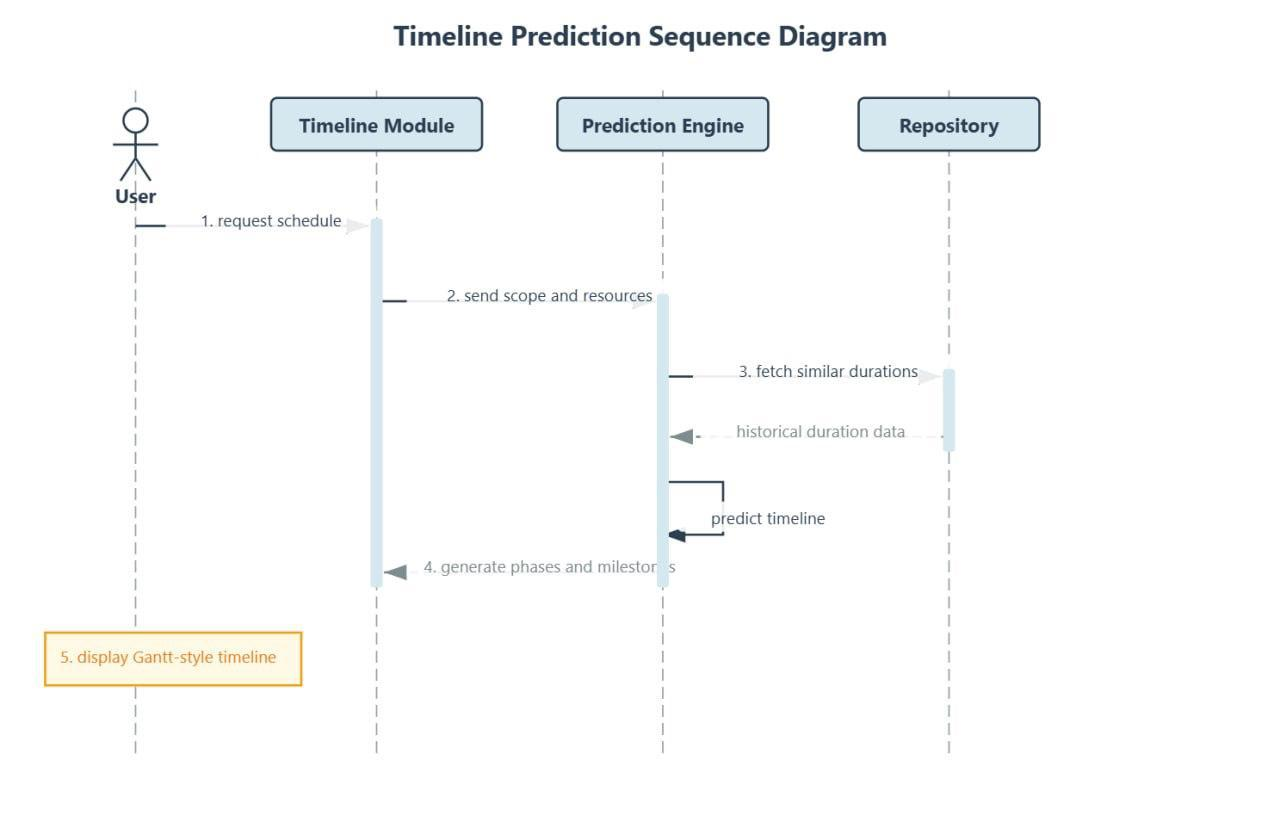 Timeline Prediction Sequence Diagram
Timeline Module
Prediction Engine
Repository
User
1. request schedule
2. send scope and resources
3. fetch similar durations
historical duration data
predict timeline
4. generate phases and milestones
5. display Gantt-style timeline